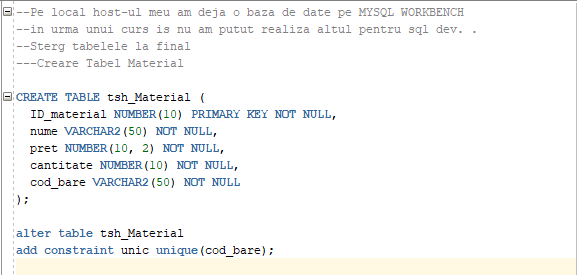 --Pe local host-ul meu am deja o baza de date pe MYSQL WORKBENCH
--in urma unui curs is nu am putut realiza altul pentru sql dev. .
--Sterg tabelele la final
---Creare Tabel Material
CREATE TABLE tsh_Material (
ID_material NUMBER(10) PRIMARY KEY NOT NULL,
nume VARCHAR2(50) NOT NULL,
pret NUMBER(10, 2) NOT NULL,
cantitate NUMBER(10) NOT NULL,
cod_bare VARCHAR2(50) NOT NULL
);
alter table tsh_Material
add constraint unic unique(cod_bare);